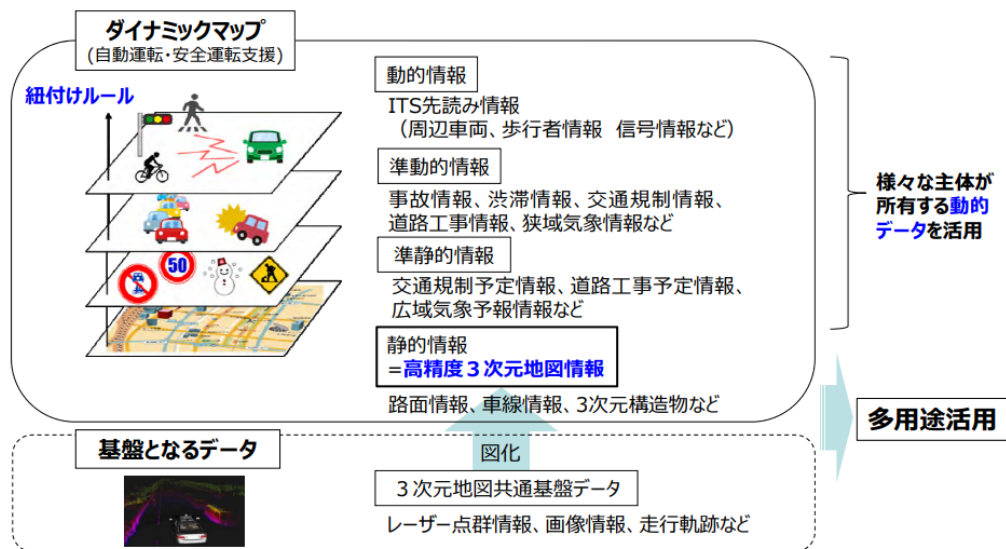 ダイナミックマップ
(自動運転・安全運転支援)
紐付けルール
50
動的情報
ITS先読み情報
（周辺車両、歩行者情報　信号情報など）
準動的情報
事故情報、渋滞情報、交通規制情報、
道路工事情報、狭域気象情報など
準静的情報
交通規制予定情報、道路工事予定情報、
広域気象予報情報など
静的情報
=高精度３次元地図情報
路面情報、車線情報、3次元構造物など
様々な主体が
所有する動的
データを活用
多用途活用
基盤となるデータ
図化
３次元地図共通基盤データ
レーザー点群情報、画像情報、走行軌跡など